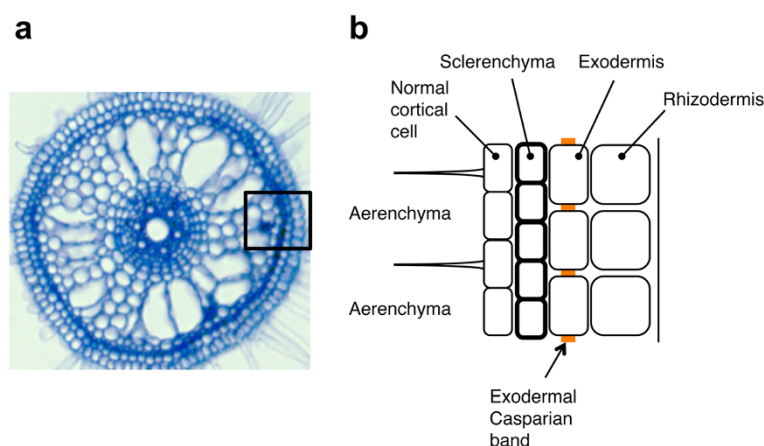 a
b
Sclerenchyma
Exodermis
Normal
cortical
cell
Rhizodermis
Aerenchyma
Aerenchyma
Exodermal
Casparian
band